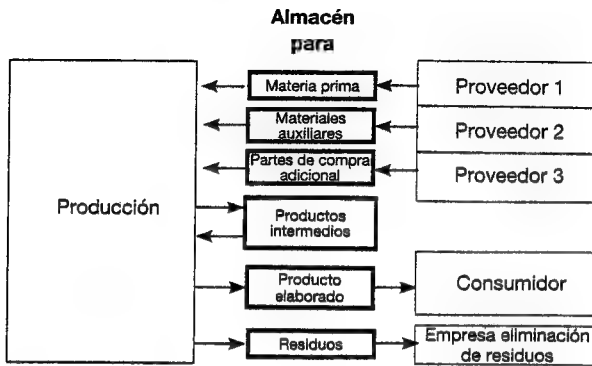 Almacén
para
Materia prima
Proveedor 1
Materiales
auxiliares
Proveedor 2
Partes de compra
adicional
Proveedor 3
Producción
Productos
intermedios
Producto
elaborado
Consumidor
Residuos
Empresa eliminación
de residuos